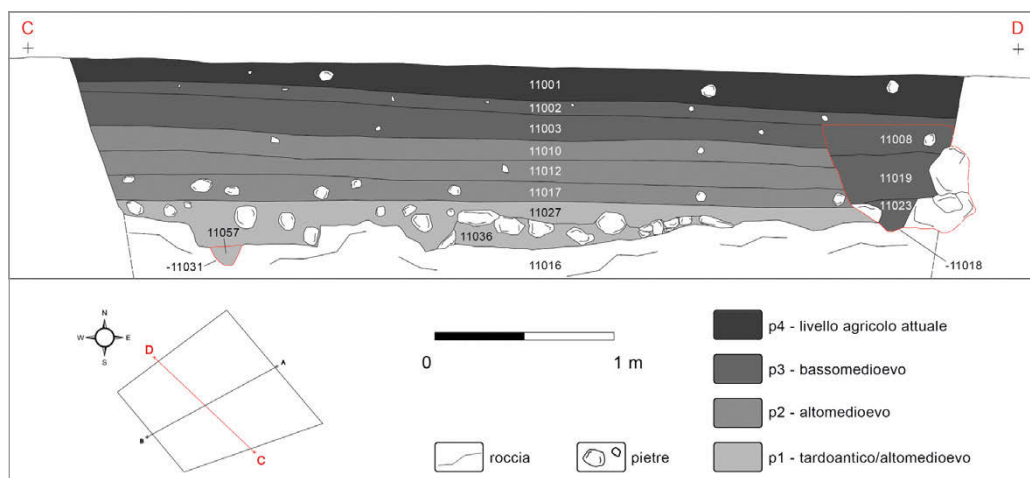 C D
11001
11002
11003
11008
11010
11012
11019
11017
11023
11027
11057
11036
-11031
11016
-11018
N
W E
S
D
A
B
C
0 1 m
roccia
pietre
p4 - livello agricolo attuale
p3 - bassomedioevo
p2 - altomedioevo
p1 - tardoantico/altomedioevo